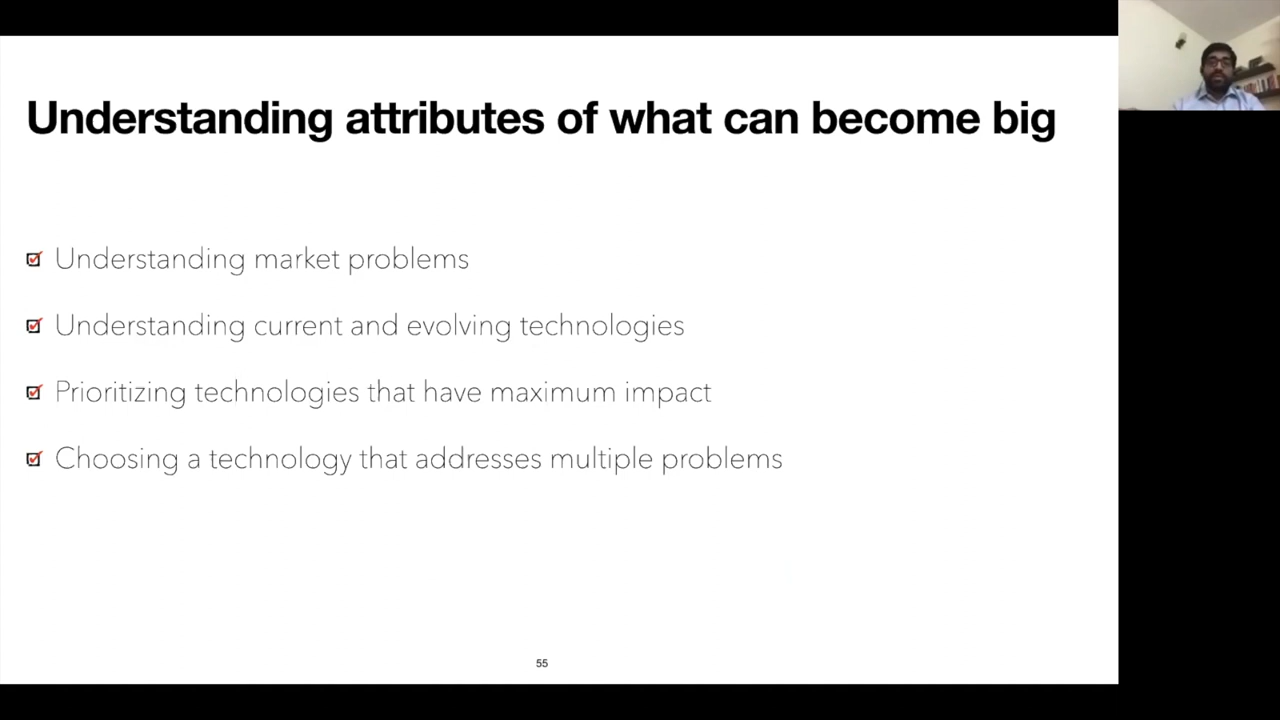 Understanding attributes of what can become big
Understanding market problems
Understanding current and evolving technologies
Prioritizing technologies that have maximum impact
Choosing a technology that addresses multiple problems
55